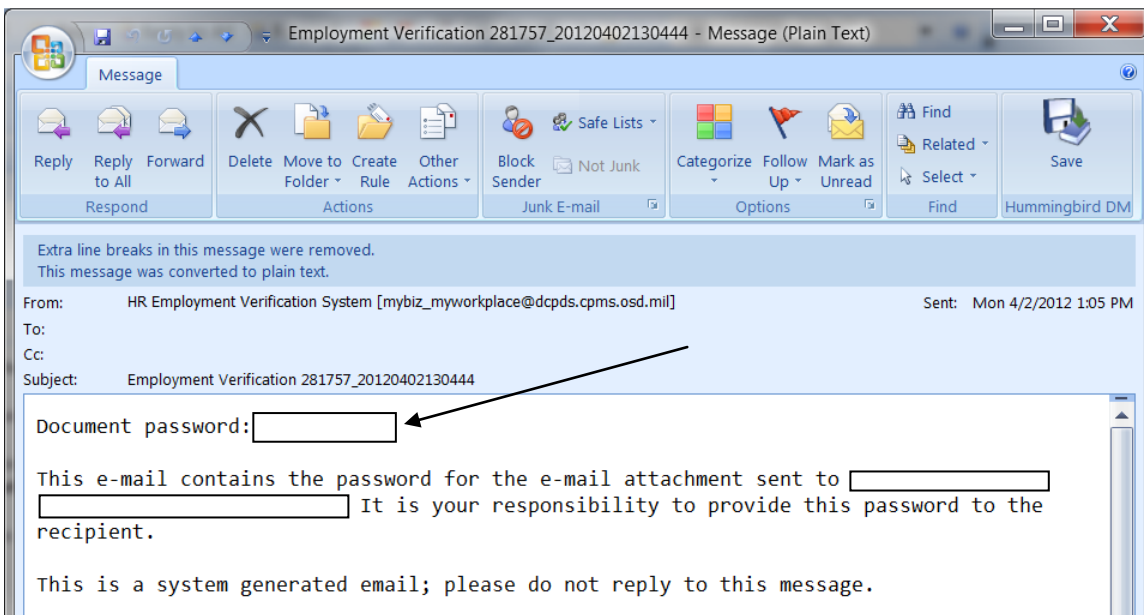 Employment Verification 281757_20120402130444 - Message (Plain Text)
Message
Reply
Reply to All
Forward
Respond
Delete
Move to Folder
Create Rule
Other Actions
Actions
Block Sender
Safe Lists
Not Junk
Junk E-mail
Categorize
Follow Up
Mark as Unread
Options
Find
Related
Select
Find
Save
Hummingbird DM
Extra line breaks in this message were removed.
This message was converted to plain text.
From: HR Employment Verification System [mybiz_myworkplace@dcpds.cpms.osd.mil] Sent: Mon 4/2/2012 1:05 PM
To:
Cc:
Subject: Employment Verification 281757_20120402130444
Document password:
This e-mail contains the password for the e-mail attachment sent to
It is your responsibility to provide this password to the
recipient.
This is a system generated email; please do not reply to this message.